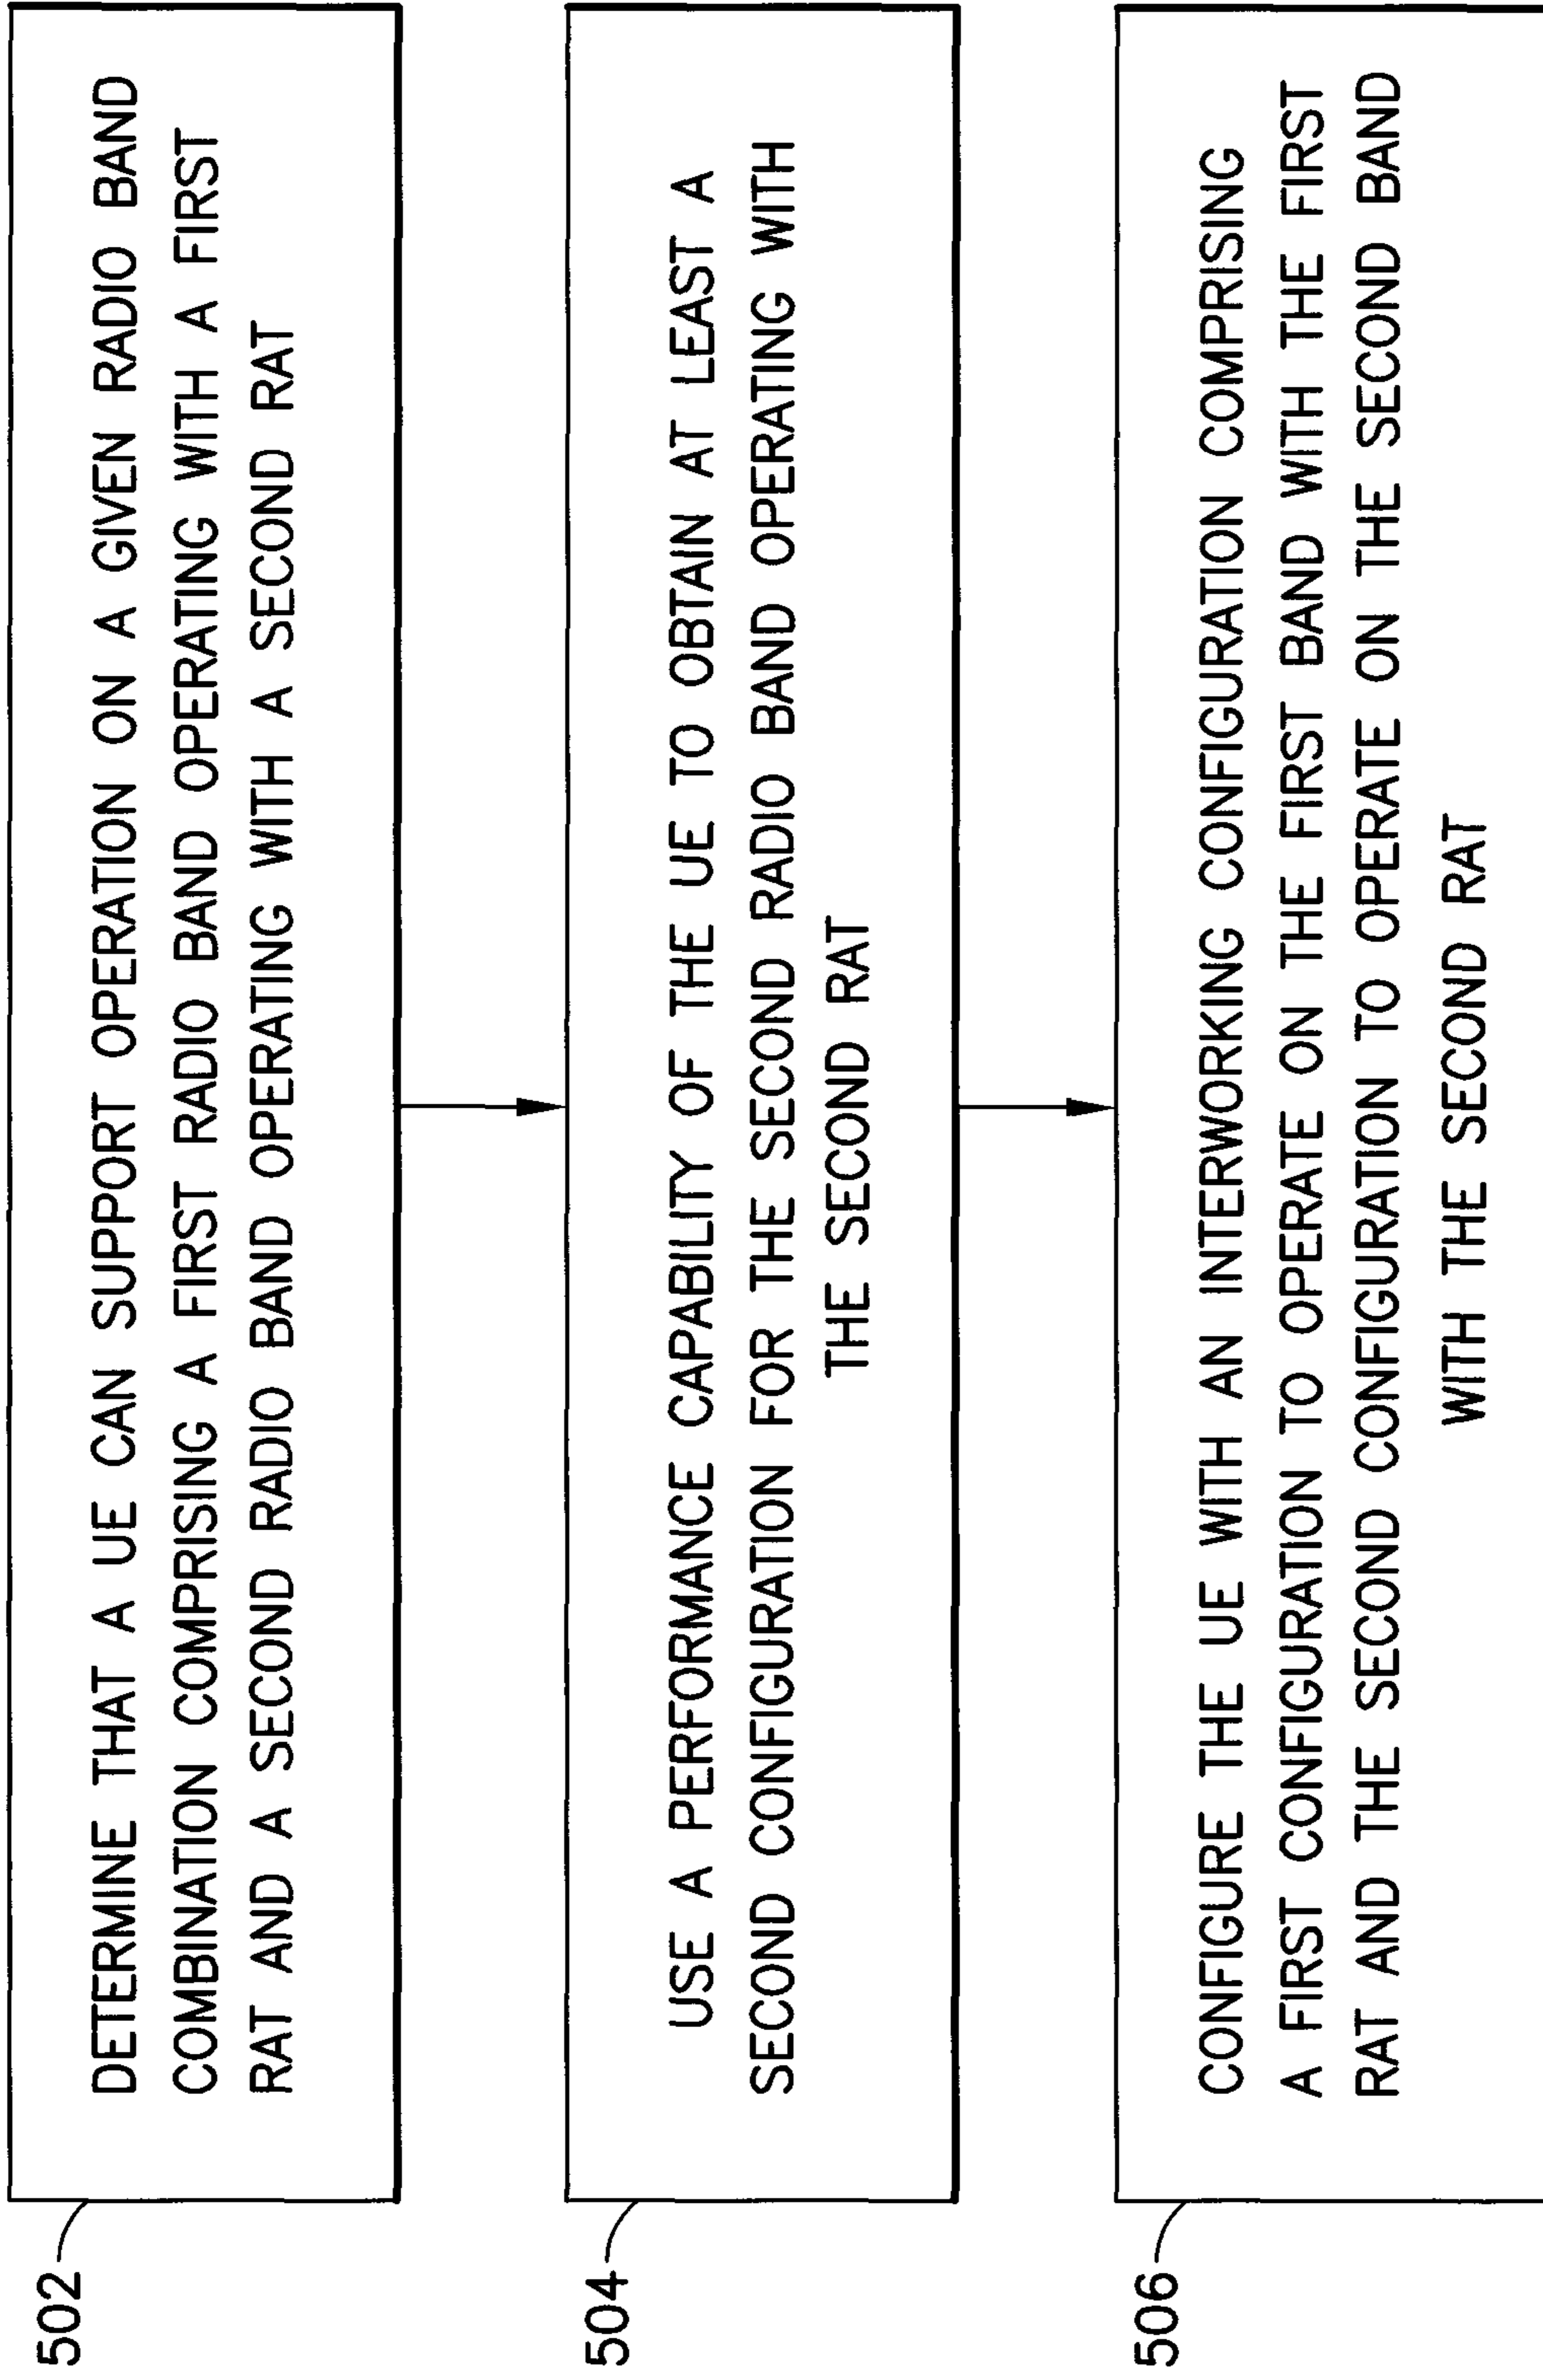 502
DETERMINE THAT A UE CAN SUPPORT OPERATION ON A GIVEN RADIO BAND
COMBINATION COMPRISING A FIRST RADIO BAND OPERATING WITH A FIRST
RAT AND A SECOND RADIO BAND OPERATING WITH A SECOND RAT
504
USE A PERFORMANCE CAPABILITY OF THE UE TO OBTAIN AT LEAST A
SECOND CONFIGURATION FOR THE SECOND RADIO BAND OPERATING WITH
THE SECOND RAT
506
CONFIGURE THE UE WITH AN INTERWORKING CONFIGURATION COMPRISING
A FIRST CONFIGURATION TO OPERATE ON THE FIRST BAND WITH THE FIRST
RAT AND THE SECOND CONFIGURATION TO OPERATE ON THE SECOND BAND
WITH THE SECOND RAT